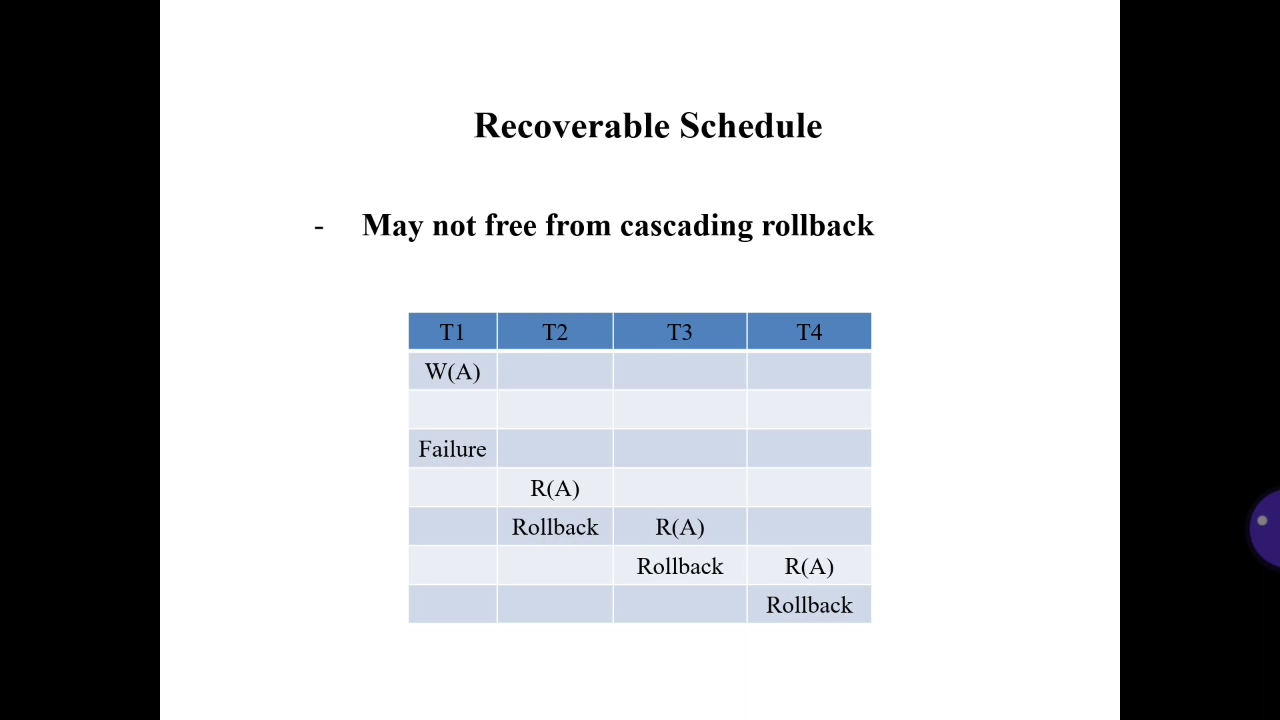 Recoverable Schedule
- May not free from cascading rollback
T1 T2 T3 T4
W(A)
Failure
R(A)
Rollback R(A)
Rollback R(A)
Rollback